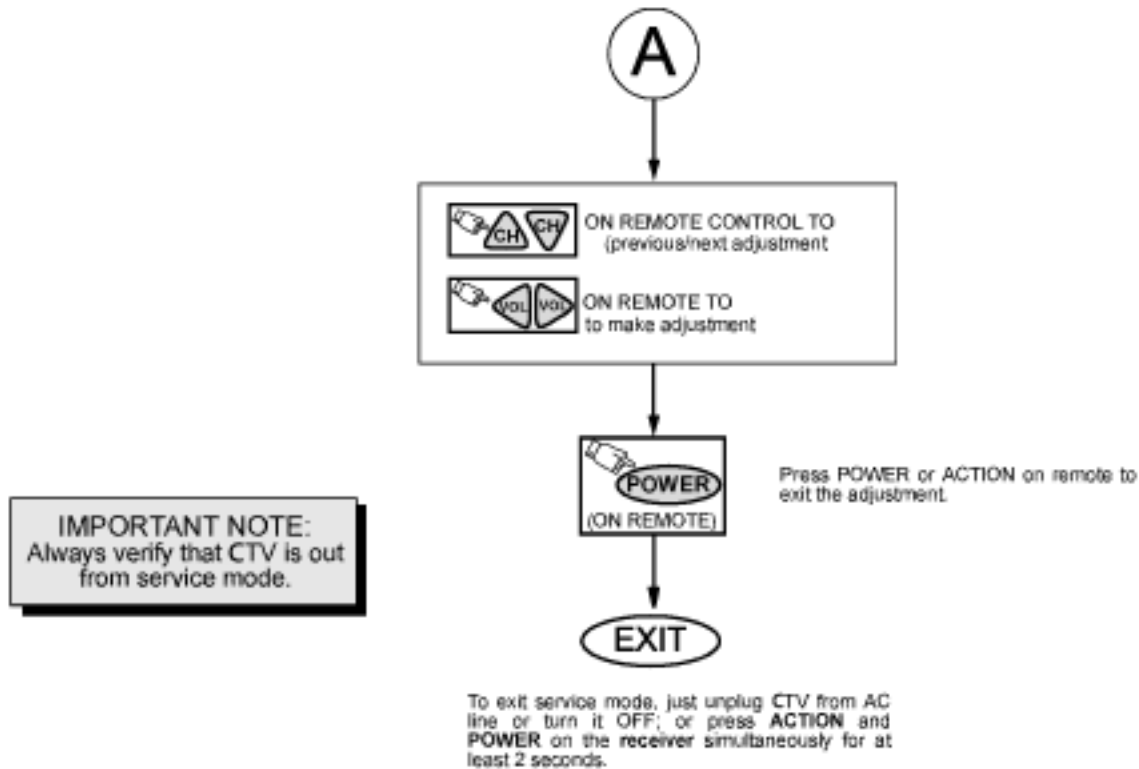 A
CH CH ON REMOTE CONTROL TO
(previous/next adjustment
VOL VOL ON REMOTE TO
to make adjustment
POWER
(ON REMOTE)
Press POWER or ACTION on remote to
exit the adjustment.
IMPORTANT NOTE:
Always verify that CTV is out
from service mode.
EXIT
To exit service mode, just unplug CTV from AC
line or turn it OFF; or press ACTION and
POWER on the receiver simultaneously for at
least 2 seconds.